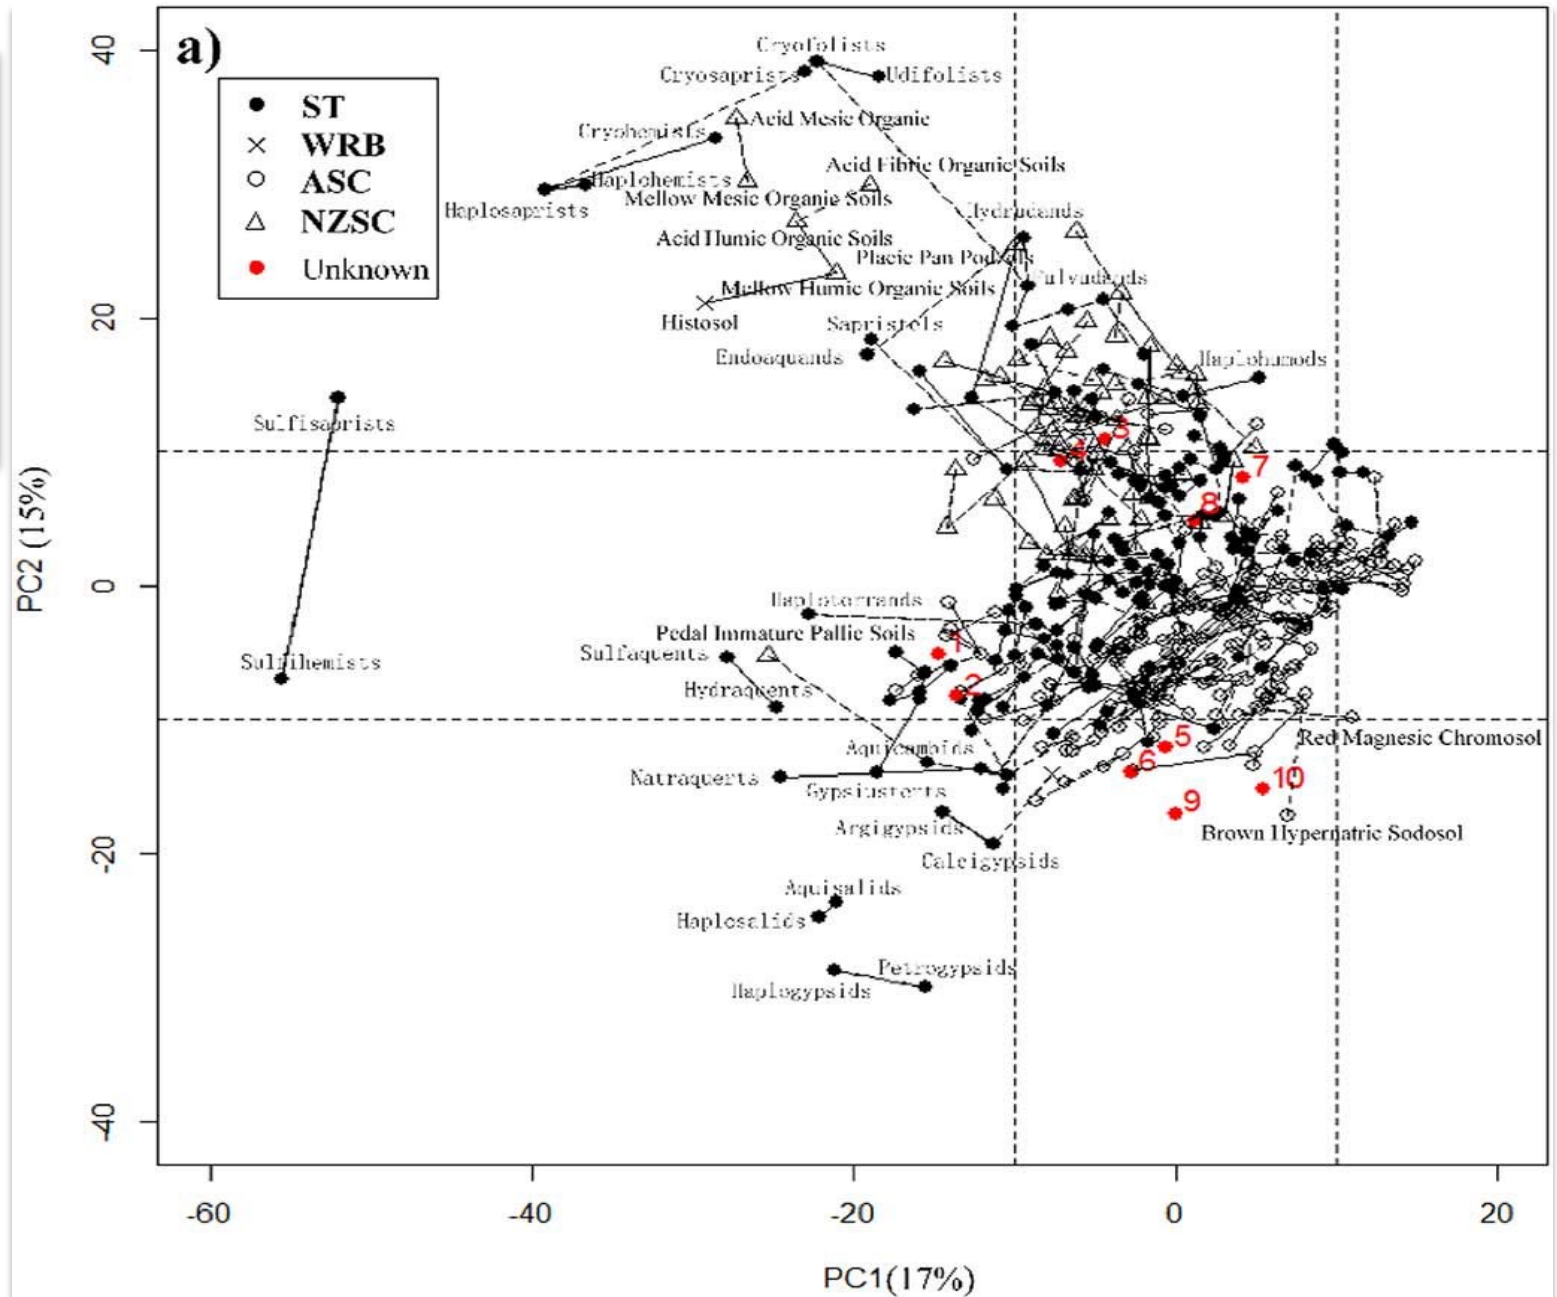 a)
ST
WRB
ASC
NZSC
Unknown
Cryofolists
Cryosaprists
Udifolists
Acid Mesic Organic
Cryohemists
Acid Fibric Organic Soils
Haplohemists
Mellow Mesic Organic Soils
Haplosaprists
Hydrudands
Acid Humic Organic Soils
Placic Pan Podzols
Fulvudands
Mellow Humic Organic Soils
Histosol
Sapristels
Endoaquands
Haplohumods
Sulfisaprists
3
4
7
8
Haplotorrands
Pedal Immature Pallic Soils
1
Sulfaquents
Sulfihemists
2
Hydraquents
Red Magnesic Chromosol
5
Aquicambids
6
Natraquerts
10
Gypsiusterts
9
Argigypsids
Brown Hypernatric Sodosol
Calcigypsids
Aquisalids
Haplosalids
Petrogypsids
Haplogypsids
40
20
0
-20
-40
PC2 (15%)
-60
-40
-20
0
20
PC1(17%)